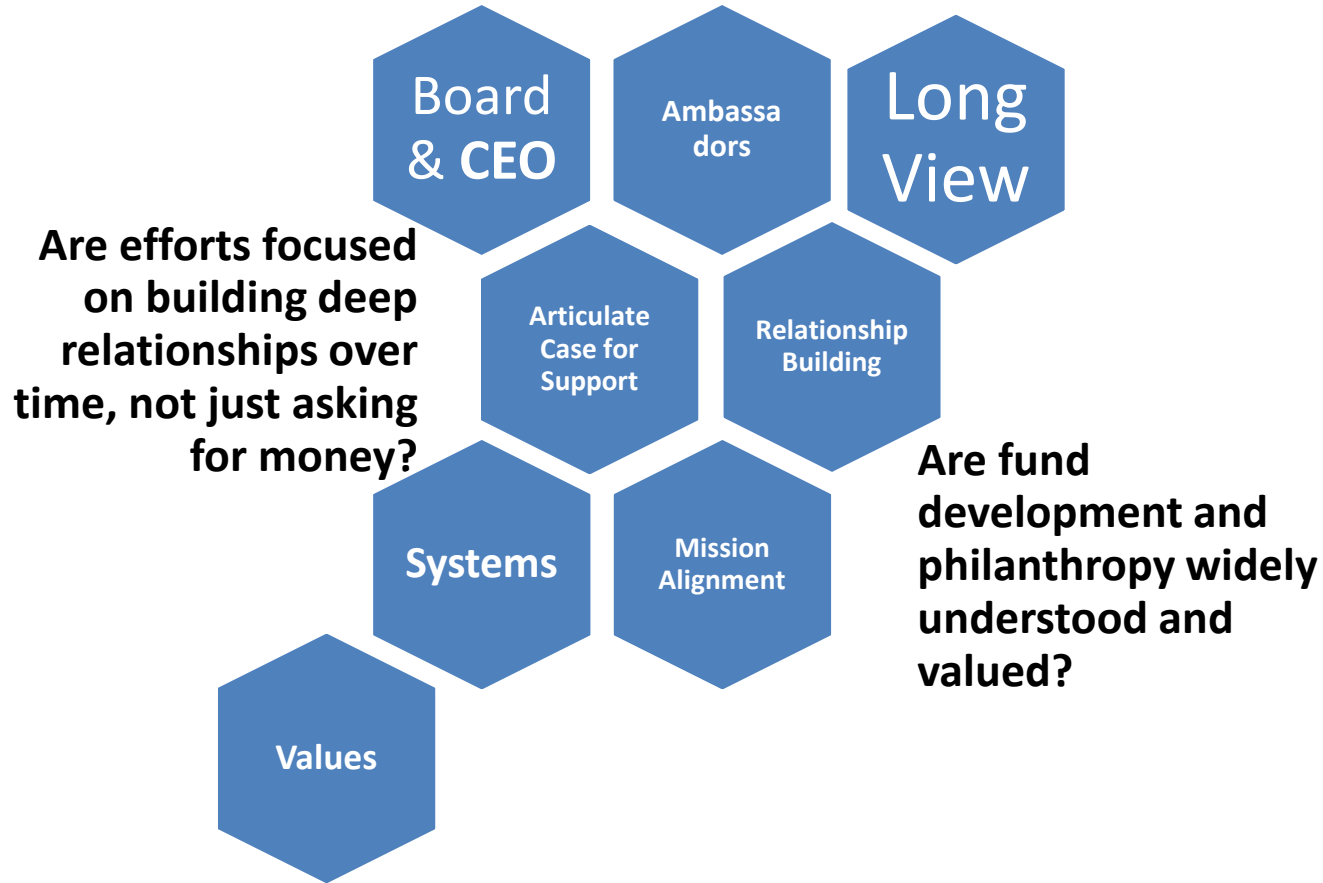 Board
& CEO
Ambassa
dors
Long
View
Are efforts focused
on building deep
relationships over
time, not just asking
for money?
Articulate
Case for
Support
Relationship
Building
Systems
Mission
Alignment
Are fund
development and
philanthropy widely
understood and
valued?
Values